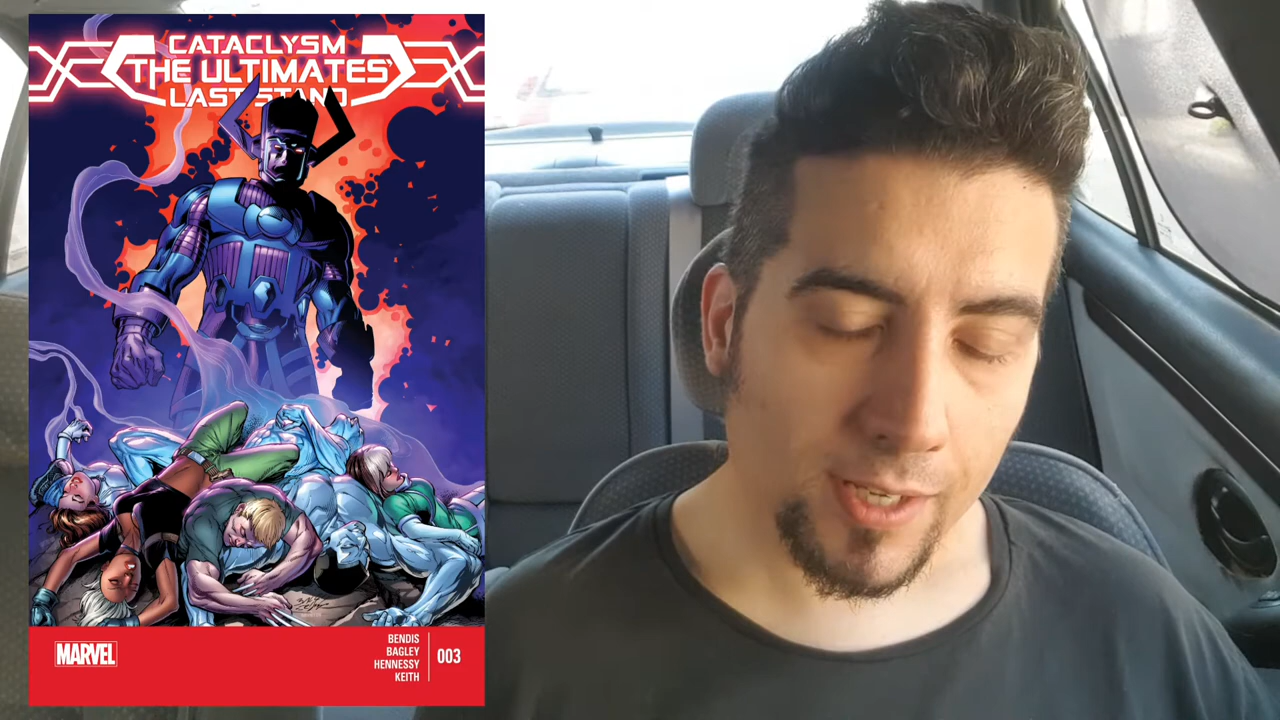 CATACLYSM
THE ULTIMATES'
LAST STAND
MARVEL
BENDIS
BAGLEY
HENNESSY
KEITH
003